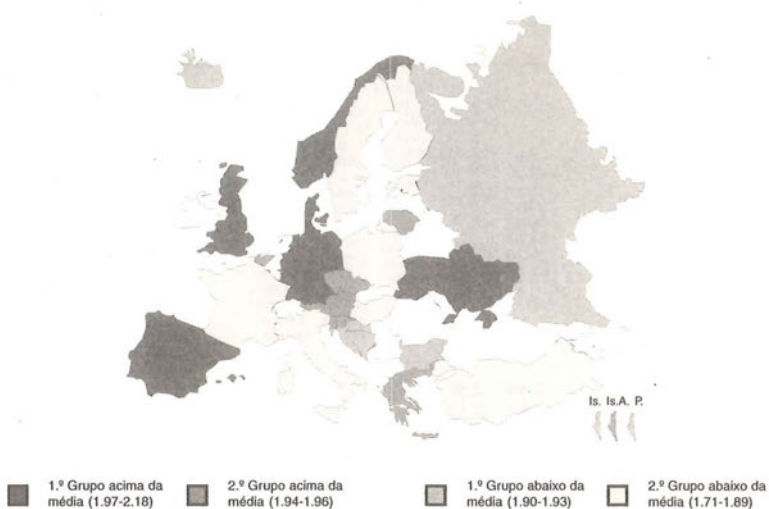 Is. Is.A. P.
1.º Grupo acima da
média (1.97-2.18)
2.º Grupo acima da
média (1.94-1.96)
1.º Grupo abaixo da
média (1.90-1.93)
2.º Grupo abaixo da
média (1.71-1.89)